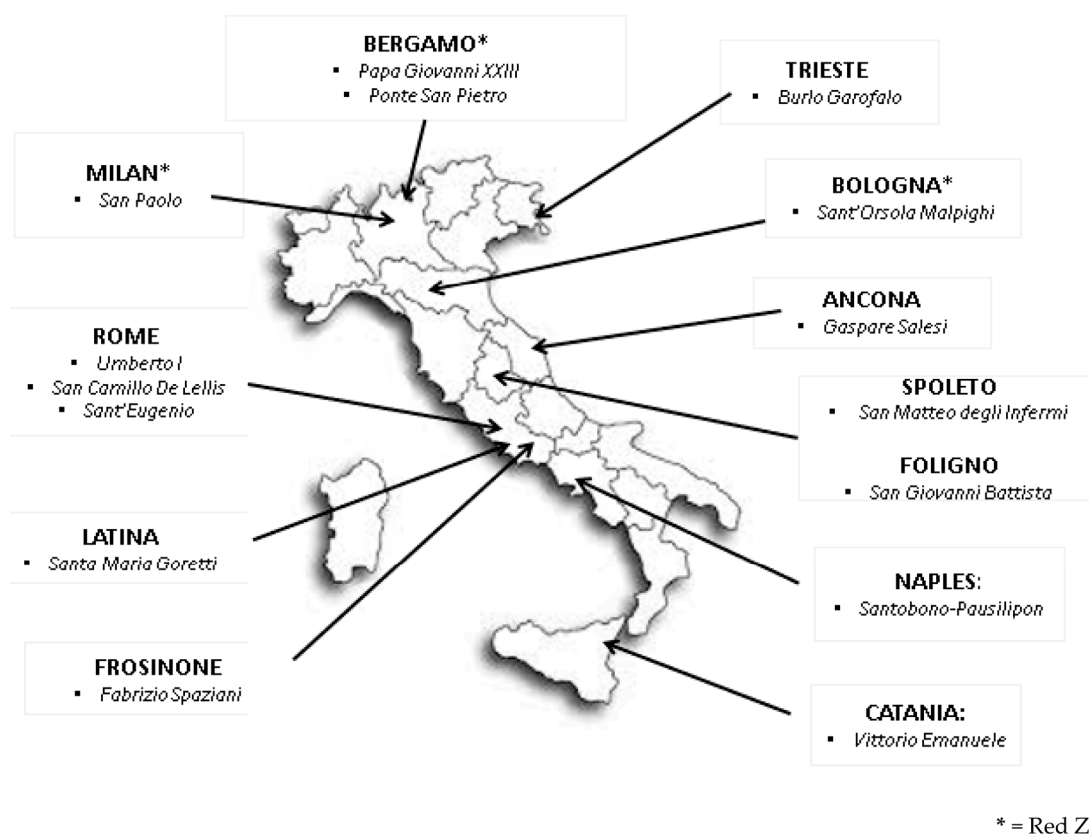 BERGAMO*
▪ Papa Giovanni XXIII
▪ Ponte San Pietro
TRIESTE
▪ Burlo Garofalo
MILAN*
▪ San Paolo
BOLOGNA*
▪ Sant'Orsola Malpighi
ANCONA
▪ Gaspare Salesi
ROME
▪ Umberto I
▪ San Camillo De Lellis
▪ Sant'Eugenio
SPOLETO
▪ San Matteo degli Infermi
FOLIGNO
▪ San Giovanni Battista
LATINA
▪ Santa Maria Goretti
NAPLES:
▪ Santobono-Pausilipon
FROSINONE
▪ Fabrizio Spaziani
CATANIA:
▪ Vittorio Emanuele
* = Red Z